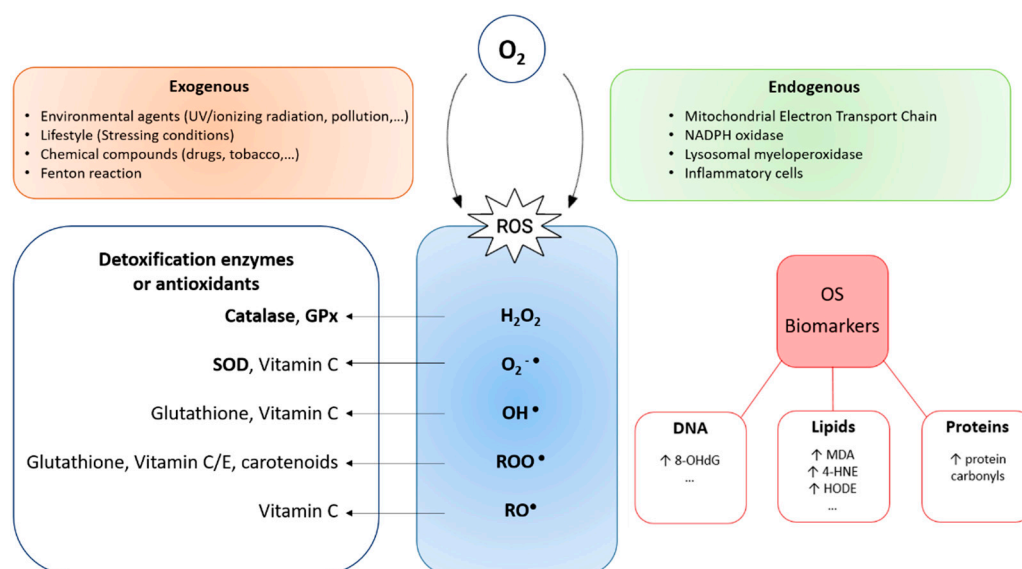 O₂
Exogenous
• Environmental agents (UV/ionizing radiation, pollution,...)
• Lifestyle (Stressing conditions)
• Chemical compounds (drugs, tobacco,...)
• Fenton reaction
Endogenous
• Mitochondrial Electron Transport Chain
• NADPH oxidase
• Lysosomal myeloperoxidase
• Inflammatory cells
ROS
Detoxification enzymes
or antioxidants
Catalase, GPx
H₂O₂
SOD, Vitamin C
O₂⁻•
Glutathione, Vitamin C
OH•
Glutathione, Vitamin C/E, carotenoids
ROO•
Vitamin C
RO•
OS
Biomarkers
DNA
↑ 8-OHdG
...
Lipids
↑ MDA
↑ 4-HNE
↑ HODE
...
Proteins
↑ protein
carbonyls